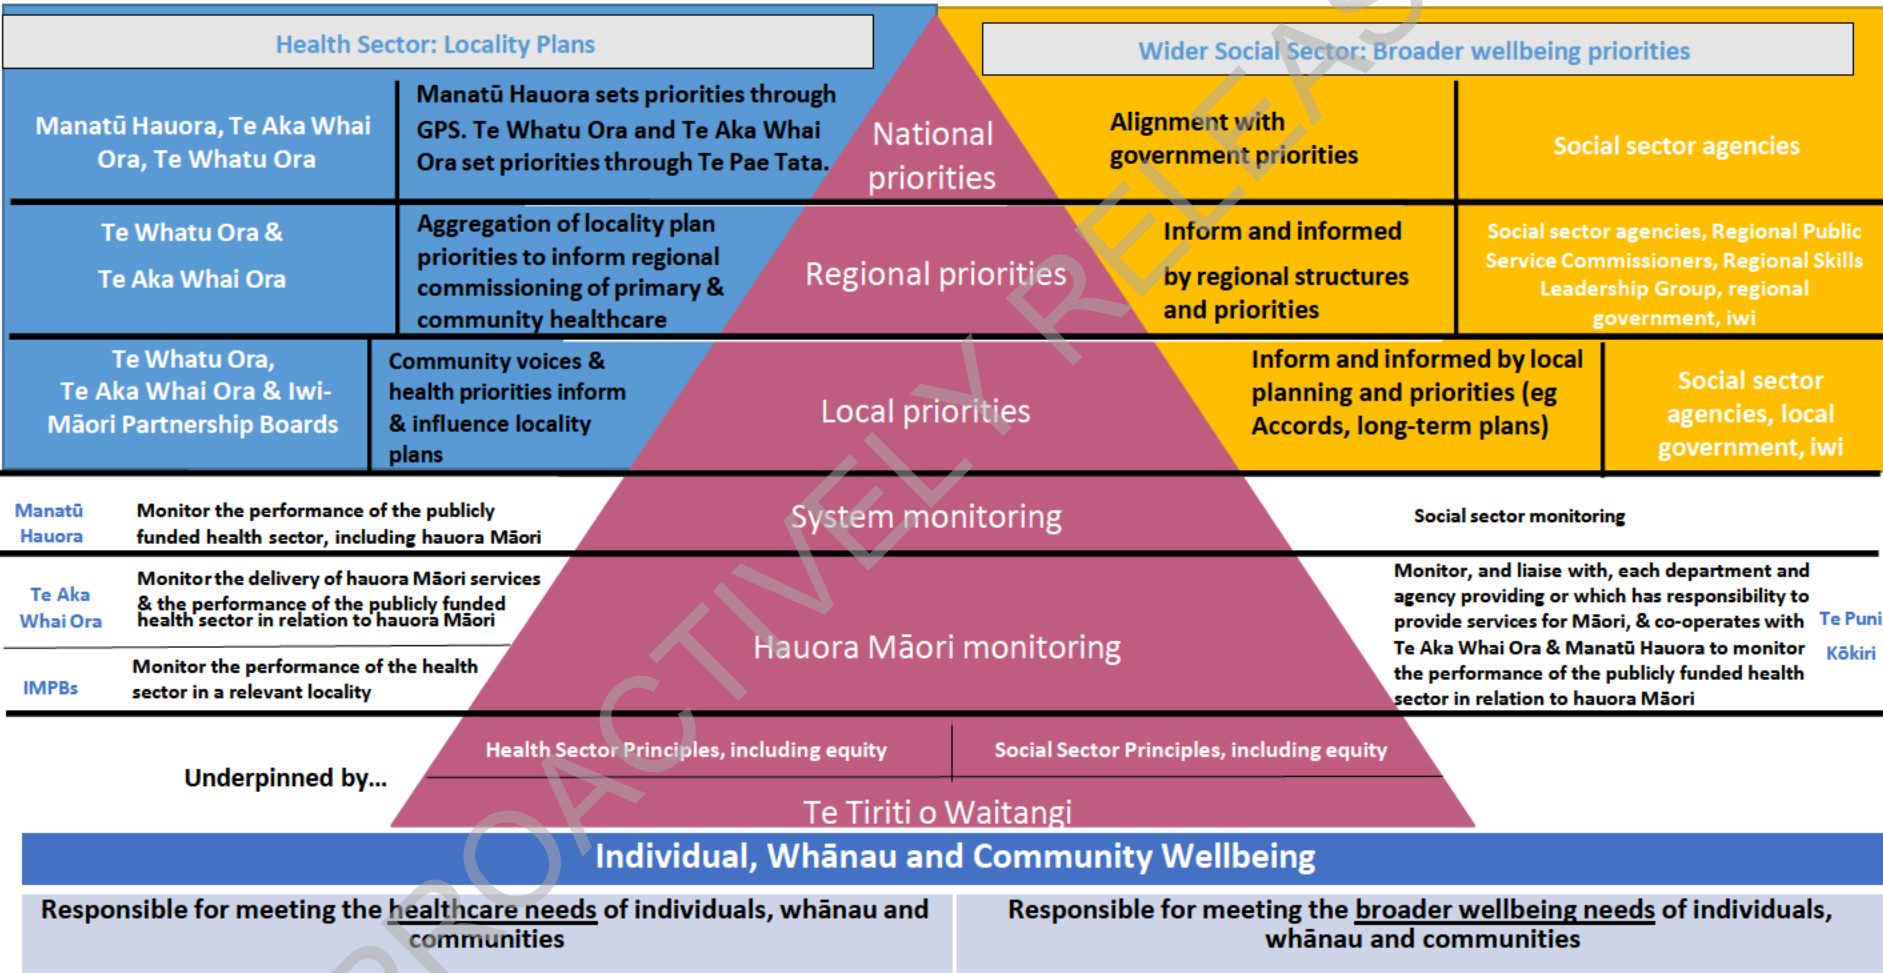 Health Sector: Locality Plans
Wider Social Sector: Broader wellbeing priorities
Manatū Hauora, Te Aka Whai
Ora, Te Whatu Ora
Manatū Hauora sets priorities through
GPS. Te Whatu Ora and Te Aka Whai
Ora set priorities through Te Pae Tata.
National
priorities
Alignment with
government priorities
Social sector agencies
Te Whatu Ora &
Te Aka Whai Ora
Aggregation of locality plan
priorities to inform regional
commissioning of primary &
community healthcare
Regional priorities
Inform and informed
by regional structures
and priorities
Social sector agencies, Regional Public
Service Commissioners, Regional Skills
Leadership Group, regional
government, iwi
Te Whatu Ora,
Te Aka Whai Ora & Iwi-
Māori Partnership Boards
Community voices &
health priorities inform
& influence locality
plans
Local priorities
Inform and informed by local
planning and priorities (eg
Accords, long-term plans)
Social sector
agencies, local
government, iwi
Manatū
Hauora
Monitor the performance of the publicly
funded health sector, including hauora Māori
System monitoring
Social sector monitoring
Te Aka
Whai Ora
Monitor the delivery of hauora Māori services
& the performance of the publicly funded
health sector in relation to hauora Māori
IMPBs
Monitor the performance of the health
sector in a relevant locality
Hauora Māori monitoring
Monitor, and liaise with, each department and
agency providing or which has responsibility to
provide services for Māori, & co-operates with
Te Aka Whai Ora & Manatū Hauora to monitor
the performance of the publicly funded health
sector in relation to hauora Māori
Te Puni
Kōkiri
Underpinned by...
Health Sector Principles, including equity
Social Sector Principles, including equity
Te Tiriti o Waitangi
Individual, Whānau and Community Wellbeing
Responsible for meeting the healthcare needs of individuals, whānau and
communities
Responsible for meeting the broader wellbeing needs of individuals,
whānau and communities
PROACTIVELY RELEAS